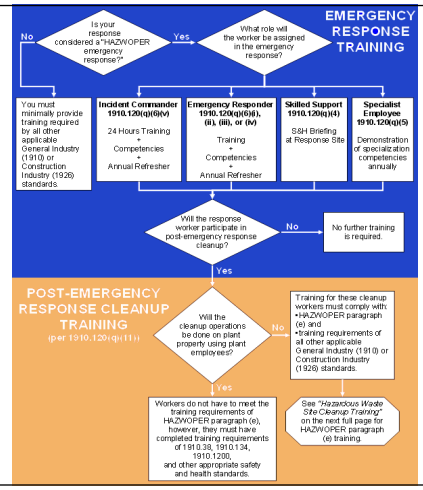 EMERGENCY
RESPONSE
TRAINING
Is your
response
considered a "HAZWOPER
emergency
response?"
No
Yes
What role will
the worker be assigned
in the emergency
response?
You must
minimally provide
training required
by all other
applicable
General Industry
(1910) or
Construction
Industry (1926)
standards.
Incident Commander
1910.120(q)(6)(v)
24 Hours Training
+
Competencies
+
Annual Refresher
Emergency Responder
1910.120(q)(6)(i),
(ii), (iii), or (iv)
Training
+
Competencies
+
Annual Refresher
Skilled Support
1910.120(q)(4)
S&H Briefing
at Response Site
Specialist
Employee
1910.120(q)(5)
Demonstration
of specialization
competencies
annually
Will the response
worker participate in
post-emergency response
cleanup?
No
No further training
is required.
Yes
POST-EMERGENCY
RESPONSE CLEANUP
TRAINING
(per 1910.120(q)(11))
Will the
cleanup operations
be done on plant
property using plant
employees?
No
Training for these cleanup
workers must comply with:
•HAZWOPER paragraph
(e) and
•training requirements of
all other applicable
General Industry (1910) or
Construction Industry
(1926) standards.
Yes
Workers do not have to meet the
training requirements of
HAZWOPER paragraph (e),
however, they must have
completed training requirements
of 1910.38, 1910.134,
1910.1200,
and other appropriate safety
and health standards.
See "Hazardous Waste
Site Cleanup Training"
on the next full page for
HAZWOPER paragraph
(e) training.